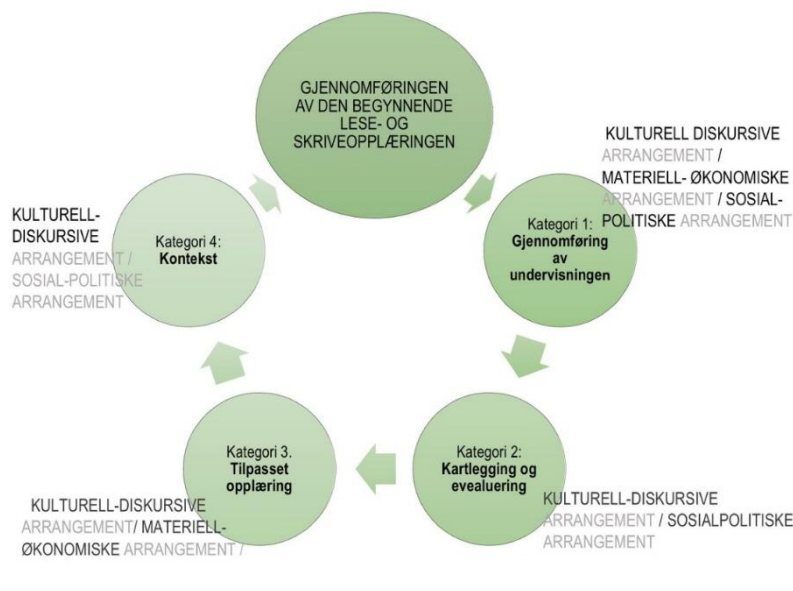 GJENNOMFØRINGEN
AV DEN BEGYNNENDE
LESE- OG
SKRIVEOPPLÆRINGEN
KULTURELL DISKURSIVE
ARRANGEMENT /
MATERIELL- ØKONOMISKE
ARRANGEMENT / SOSIAL-
POLITISKE ARRANGEMENT
Kategori 1:
Gjennomføring
av
undervisningen
Kategori 2:
Kartlegging og
evealuering
KULTURELL-DISKURSIVE
ARRANGEMENT / SOSIALPOLITISKE
ARRANGEMENT
Kategori 3.
Tilpasset
opplæring
KULTURELL-DISKURSIVE
ARRANGEMENT/ MATERIELL-
ØKONOMISKE ARRANGEMENT /
Kategori 4:
Kontekst
KULTURELL-
DISKURSIVE
ARRANGEMENT /
SOSIAL-POLITISKE
ARRANGEMENT